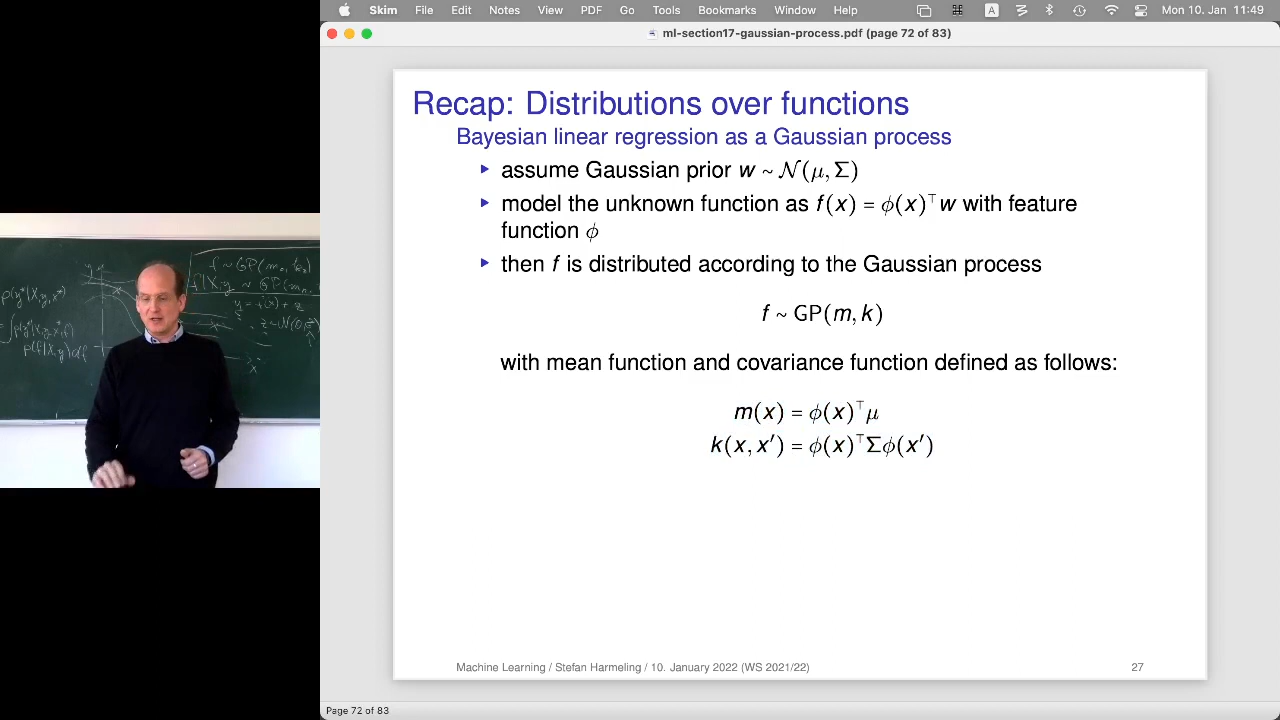 Skim File Edit Notes View PDF Go Tools Bookmarks Window Help A Mon 10. Jan 11:49
ml-section17-gaussian-process.pdf (page 72 of 83)
Recap: Distributions over functions
Bayesian linear regression as a Gaussian process
▸ assume Gaussian prior w ~ 𝒩(μ, Σ)
▸ model the unknown function as f(x) = ϕ(x)⊤w with feature
function ϕ
▸ then f is distributed according to the Gaussian process
f ~ GP(m, k)
with mean function and covariance function defined as follows:
m(x) = ϕ(x)⊤μ
k(x, x′) = ϕ(x)⊤Σϕ(x′)
Machine Learning / Stefan Harmeling / 10. January 2022 (WS 2021/22) 27
Page 72 of 83
p(y*|X,y,x*)
y = f(x) + z
p(f|X,y)df